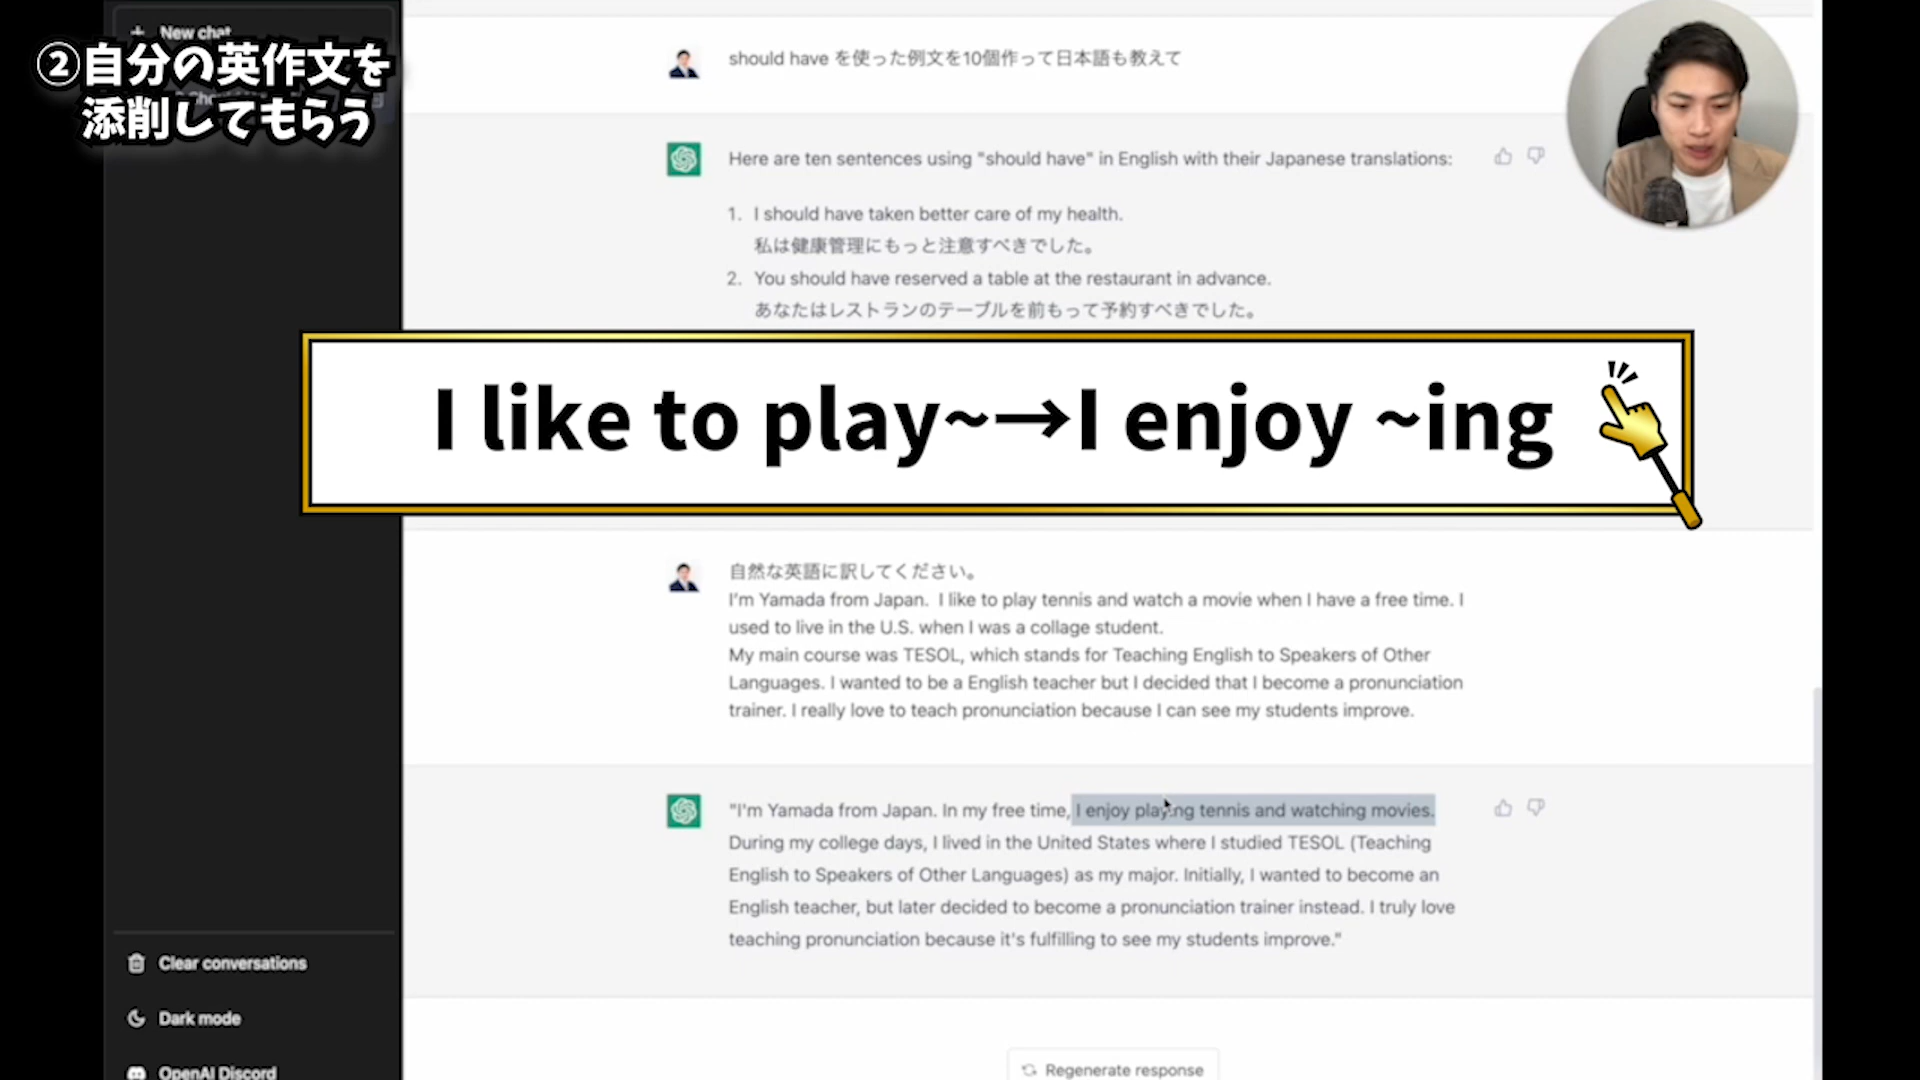 New chat
②自分の英作文を
添削してもらう
should have を使った例文を10個作って日本語も教えて
Here are ten sentences using "should have" in English with their Japanese translations:
1. I should have taken better care of my health.
私は健康管理にもっと注意すべきでした。
2. You should have reserved a table at the restaurant in advance.
あなたはレストランのテーブルを前もって予約すべきでした。
I like to play~→I enjoy ~ing
自然な英語に訳してください。
I'm Yamada from Japan. I like to play tennis and watch a movie when I have a free time. I
used to live in the U.S. when I was a collage student.
My main course was TESOL, which stands for Teaching English to Speakers of Other
Languages. I wanted to be a English teacher but I decided that I become a pronunciation
trainer. I really love to teach pronunciation because I can see my students improve.
"I'm Yamada from Japan. In my free time, I enjoy playing tennis and watching movies.
During my college days, I lived in the United States where I studied TESOL (Teaching
English to Speakers of Other Languages) as my major. Initially, I wanted to become an
English teacher, but later decided to become a pronunciation trainer instead. I truly love
teaching pronunciation because it's fulfilling to see my students improve."
Clear conversations
Dark mode
OpenAI Discord
Regenerate response